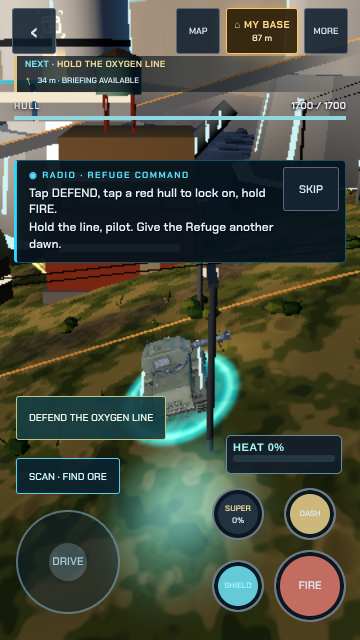 ‹
MAP
⌂ MY BASE
87 m
MORE
NEXT · HOLD THE OXYGEN LINE
34 m · BRIEFING AVAILABLE
HULL
1700 / 1700
◉ RADIO · REFUGE COMMAND
Tap DEFEND, tap a red hull to lock on, hold
FIRE.
Hold the line, pilot. Give the Refuge another
dawn.
SKIP
DEFEND THE OXYGEN LINE
HEAT 0%
SCAN · FIND ORE
SUPER
0%
DASH
DRIVE
SHIELD
FIRE